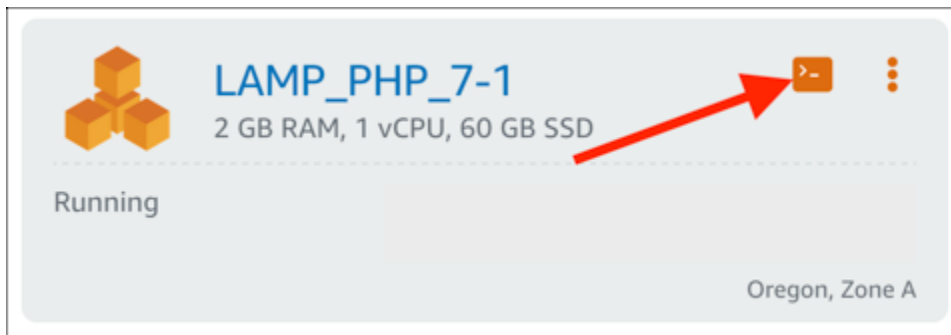 LAMP_PHP_7-1
>_
2 GB RAM, 1 vCPU, 60 GB SSD
Running
Oregon, Zone A